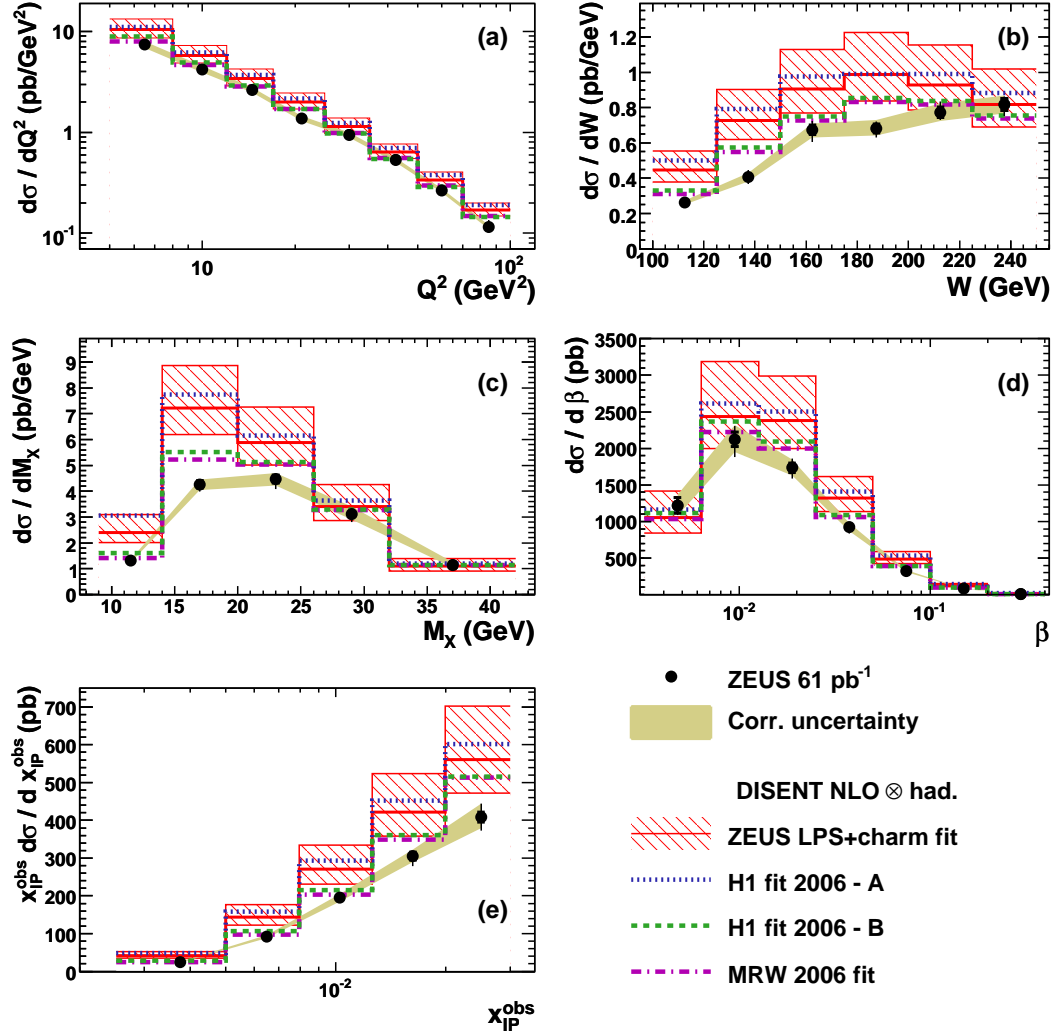 (a)
dσ / dQ² (pb/GeV²)
10
1
10⁻¹
10
10²
Q² (GeV²)
(b)
dσ / dW (pb/GeV)
1.2
1
0.8
0.6
0.4
0.2
0
100 120 140 160 180 200 220 240
W (GeV)
(c)
dσ / dM_X (pb/GeV)
9
8
7
6
5
4
3
2
1
0
10 15 20 25 30 35 40
M_X (GeV)
(d)
dσ / d β (pb)
3500
3000
2500
2000
1500
1000
500
10⁻² 10⁻¹
β
(e)
x_IP^obs dσ / d x_IP^obs (pb)
700
600
500
400
300
200
100
0
10⁻²
x_IP^obs
ZEUS 61 pb⁻¹
Corr. uncertainty
DISENT NLO ⊗ had.
ZEUS LPS+charm fit
H1 fit 2006 - A
H1 fit 2006 - B
MRW 2006 fit